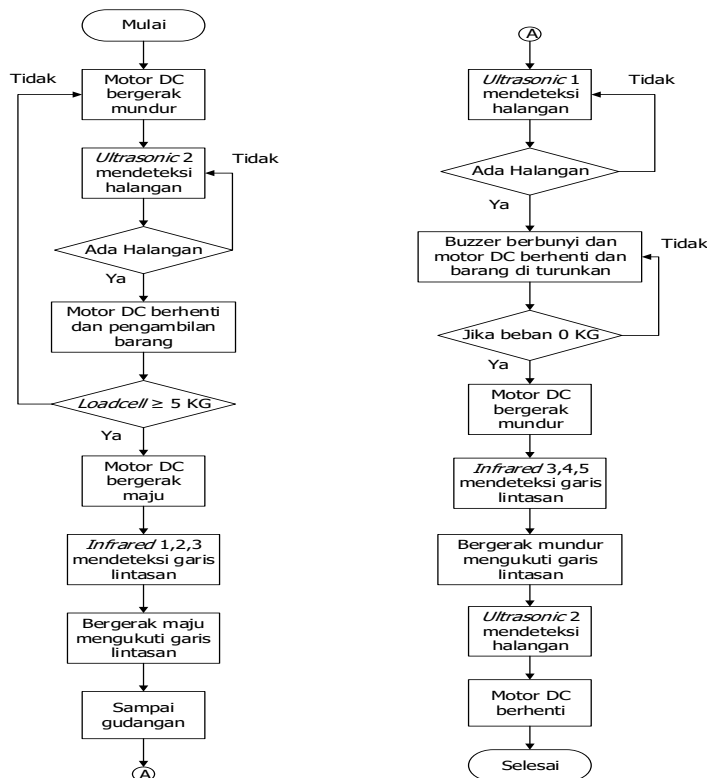 Mulai
Tidak
Motor DC
bergerak
mundur
Ultrasonic 2
mendeteksi
halangan
Tidak
Ada Halangan
Ya
Motor DC berhenti
dan pengambilan
barang
Loadcell ≥ 5 KG
Ya
Motor DC
bergerak
maju
Infrared 1,2,3
mendeteksi garis
lintasan
Bergerak maju
mengukuti garis
lintasan
Sampai
gudangan
A
A
Ultrasonic 1
mendeteksi
halangan
Tidak
Ada Halangan
Ya
Buzzer berbunyi dan
motor DC berhenti dan
barang di turunkan
Tidak
Jika beban 0 KG
Ya
Motor DC
bergerak
mundur
Infrared 3,4,5
mendeteksi garis
lintasan
Bergerak mundur
mengukuti garis
lintasan
Ultrasonic 2
mendeteksi
halangan
Motor DC
berhenti
Selesai